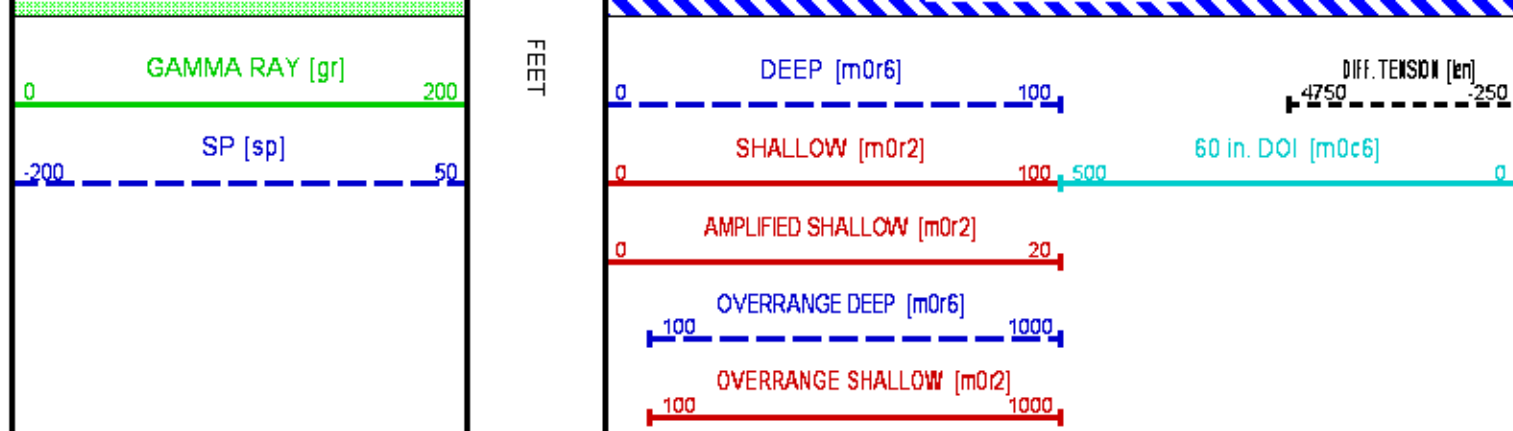 GAMMA RAY [gr]
0 200
SP [sp]
-200 50
FEET
DEEP [m0r6]
0 100
SHALLOW [m0r2]
0 100
AMPLIFIED SHALLOW [m0r2]
0 20
OVERRANGE DEEP [m0r6]
100 1000
OVERRANGE SHALLOW [m0r2]
100 1000
DIFF. TENSION [ten]
4750 -250
60 in. DOI [m0c6]
500 0